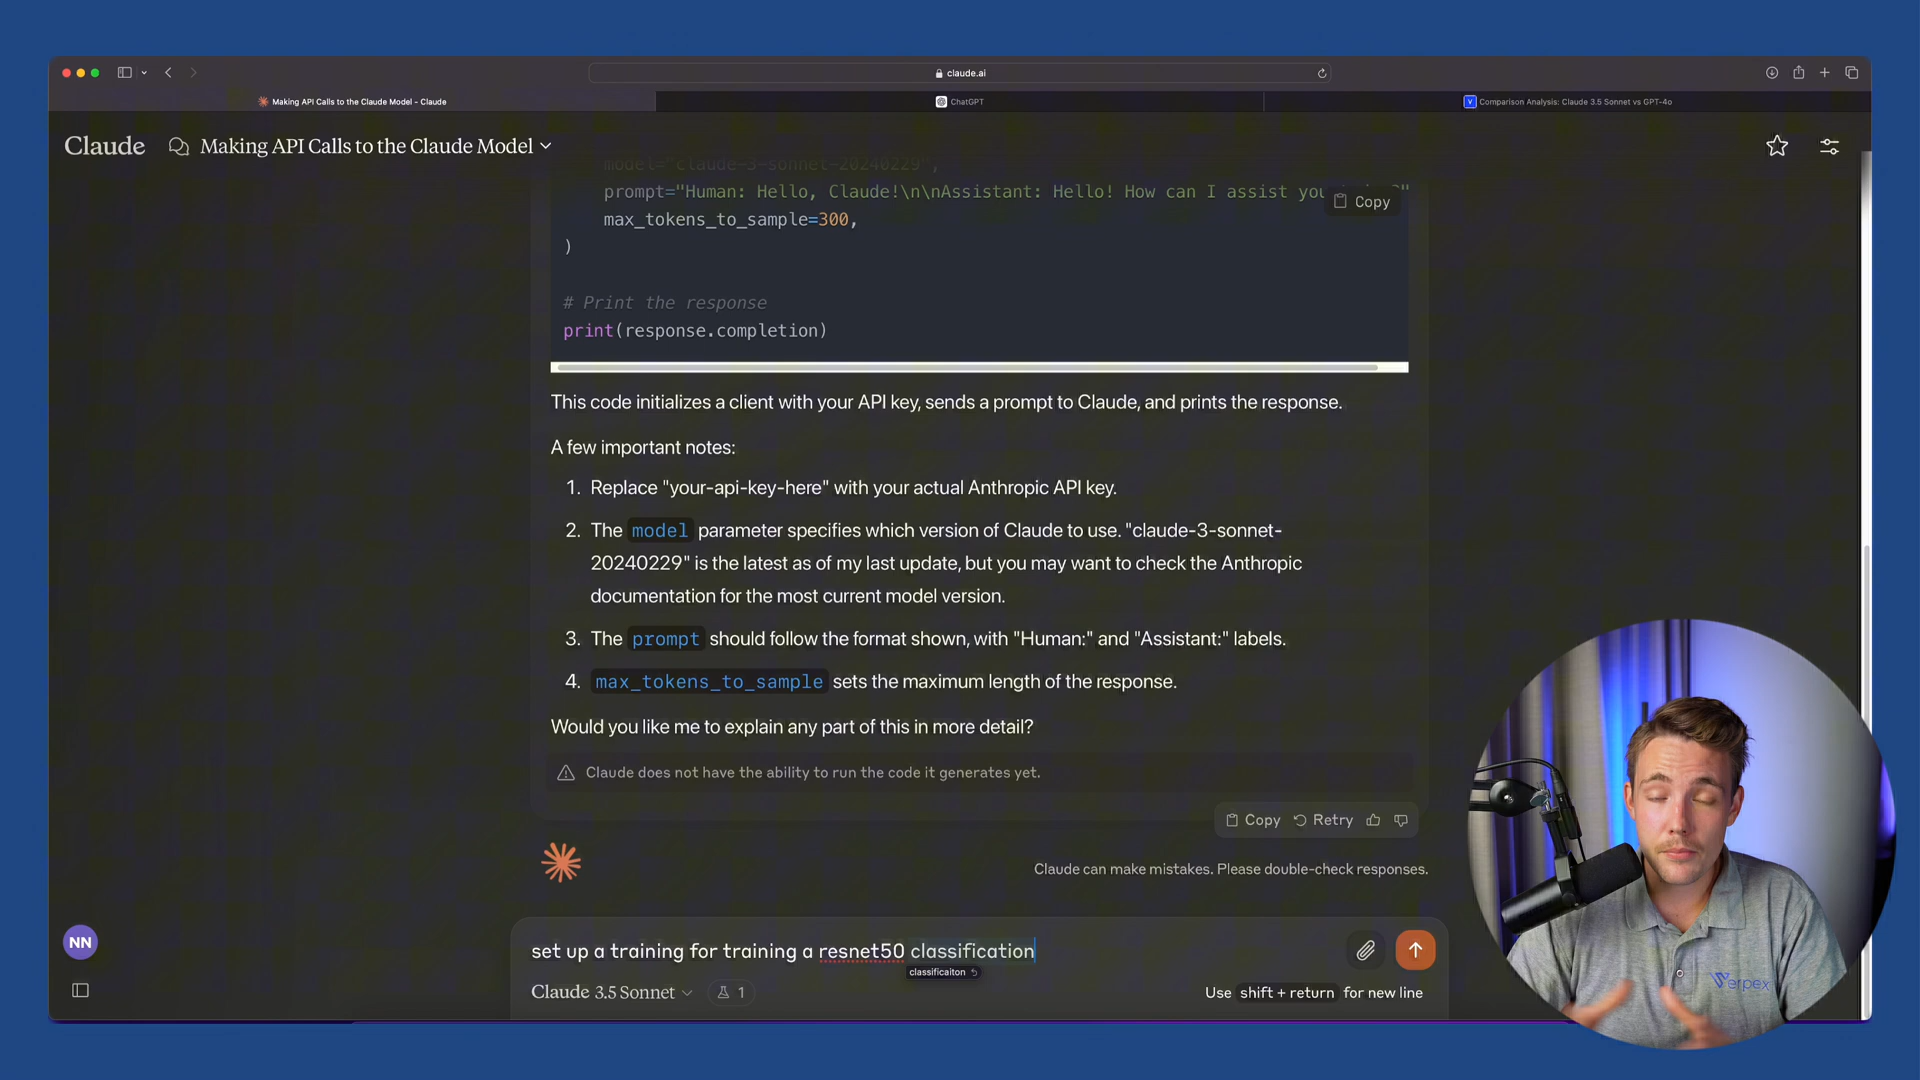 claude.ai
Making API Calls to the Claude Model - Claude
ChatGPT
Comparison Analysis: Claude 3.5 Sonnet vs GPT-4o
Claude
Making API Calls to the Claude Model
model="claude-3-sonnet-20240229",
prompt="Human: Hello, Claude!\n\nAssistant: Hello! How can I assist you
Copy
max_tokens_to_sample=300,
)
# Print the response
print(response.completion)
This code initializes a client with your API key, sends a prompt to Claude, and prints the response.
A few important notes:
1. Replace "your-api-key-here" with your actual Anthropic API key.
2. The model parameter specifies which version of Claude to use. "claude-3-sonnet-
20240229" is the latest as of my last update, but you may want to check the Anthropic
documentation for the most current model version.
3. The prompt should follow the format shown, with "Human:" and "Assistant:" labels.
4. max_tokens_to_sample sets the maximum length of the response.
Would you like me to explain any part of this in more detail?
Claude does not have the ability to run the code it generates yet.
Copy Retry
Claude can make mistakes. Please double-check responses.
NN
set up a training for training a resnet50 classification
classificaiton
Claude 3.5 Sonnet 1
Use shift + return for new line
Verpex